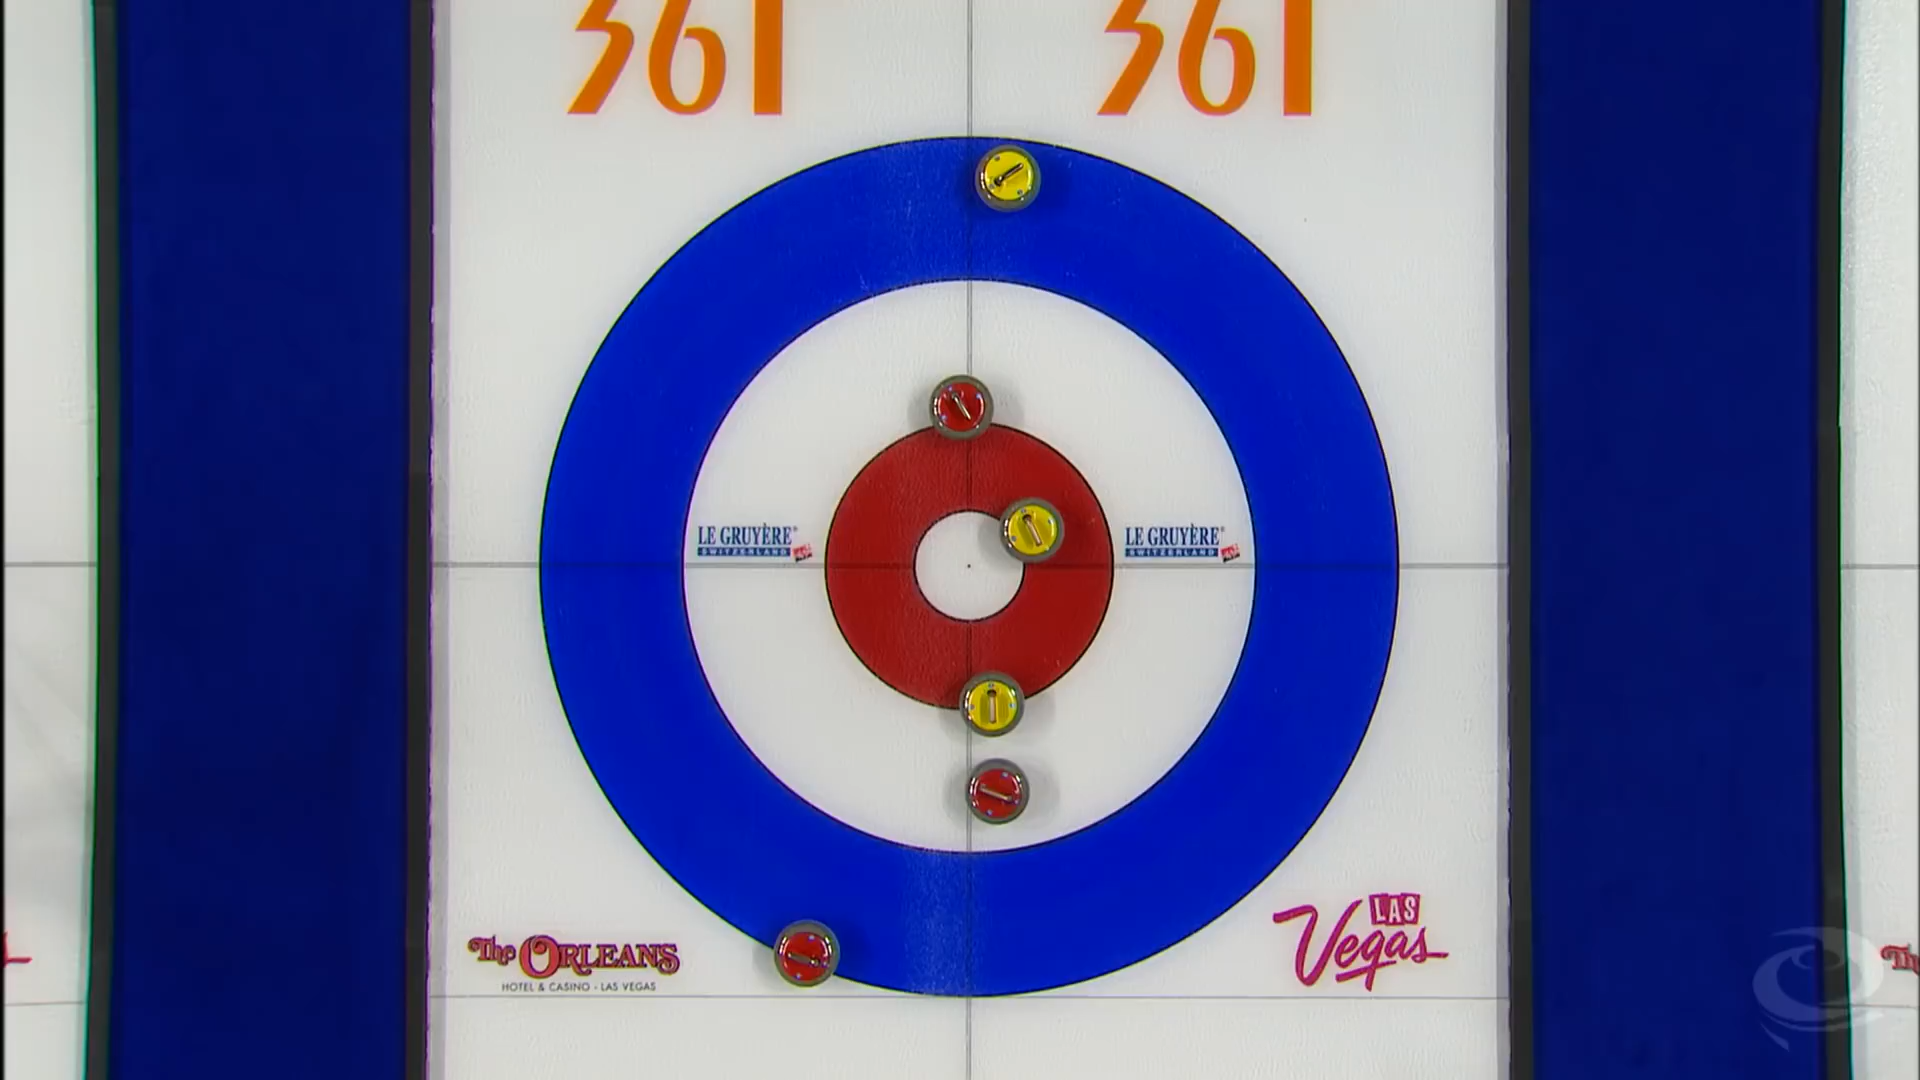 361° 361°
LE GRUYÈRE® LE GRUYÈRE®
SWITZERLAND SWITZERLAND
The ORLEANS
HOTEL & CASINO - LAS VEGAS
LAS
Vegas